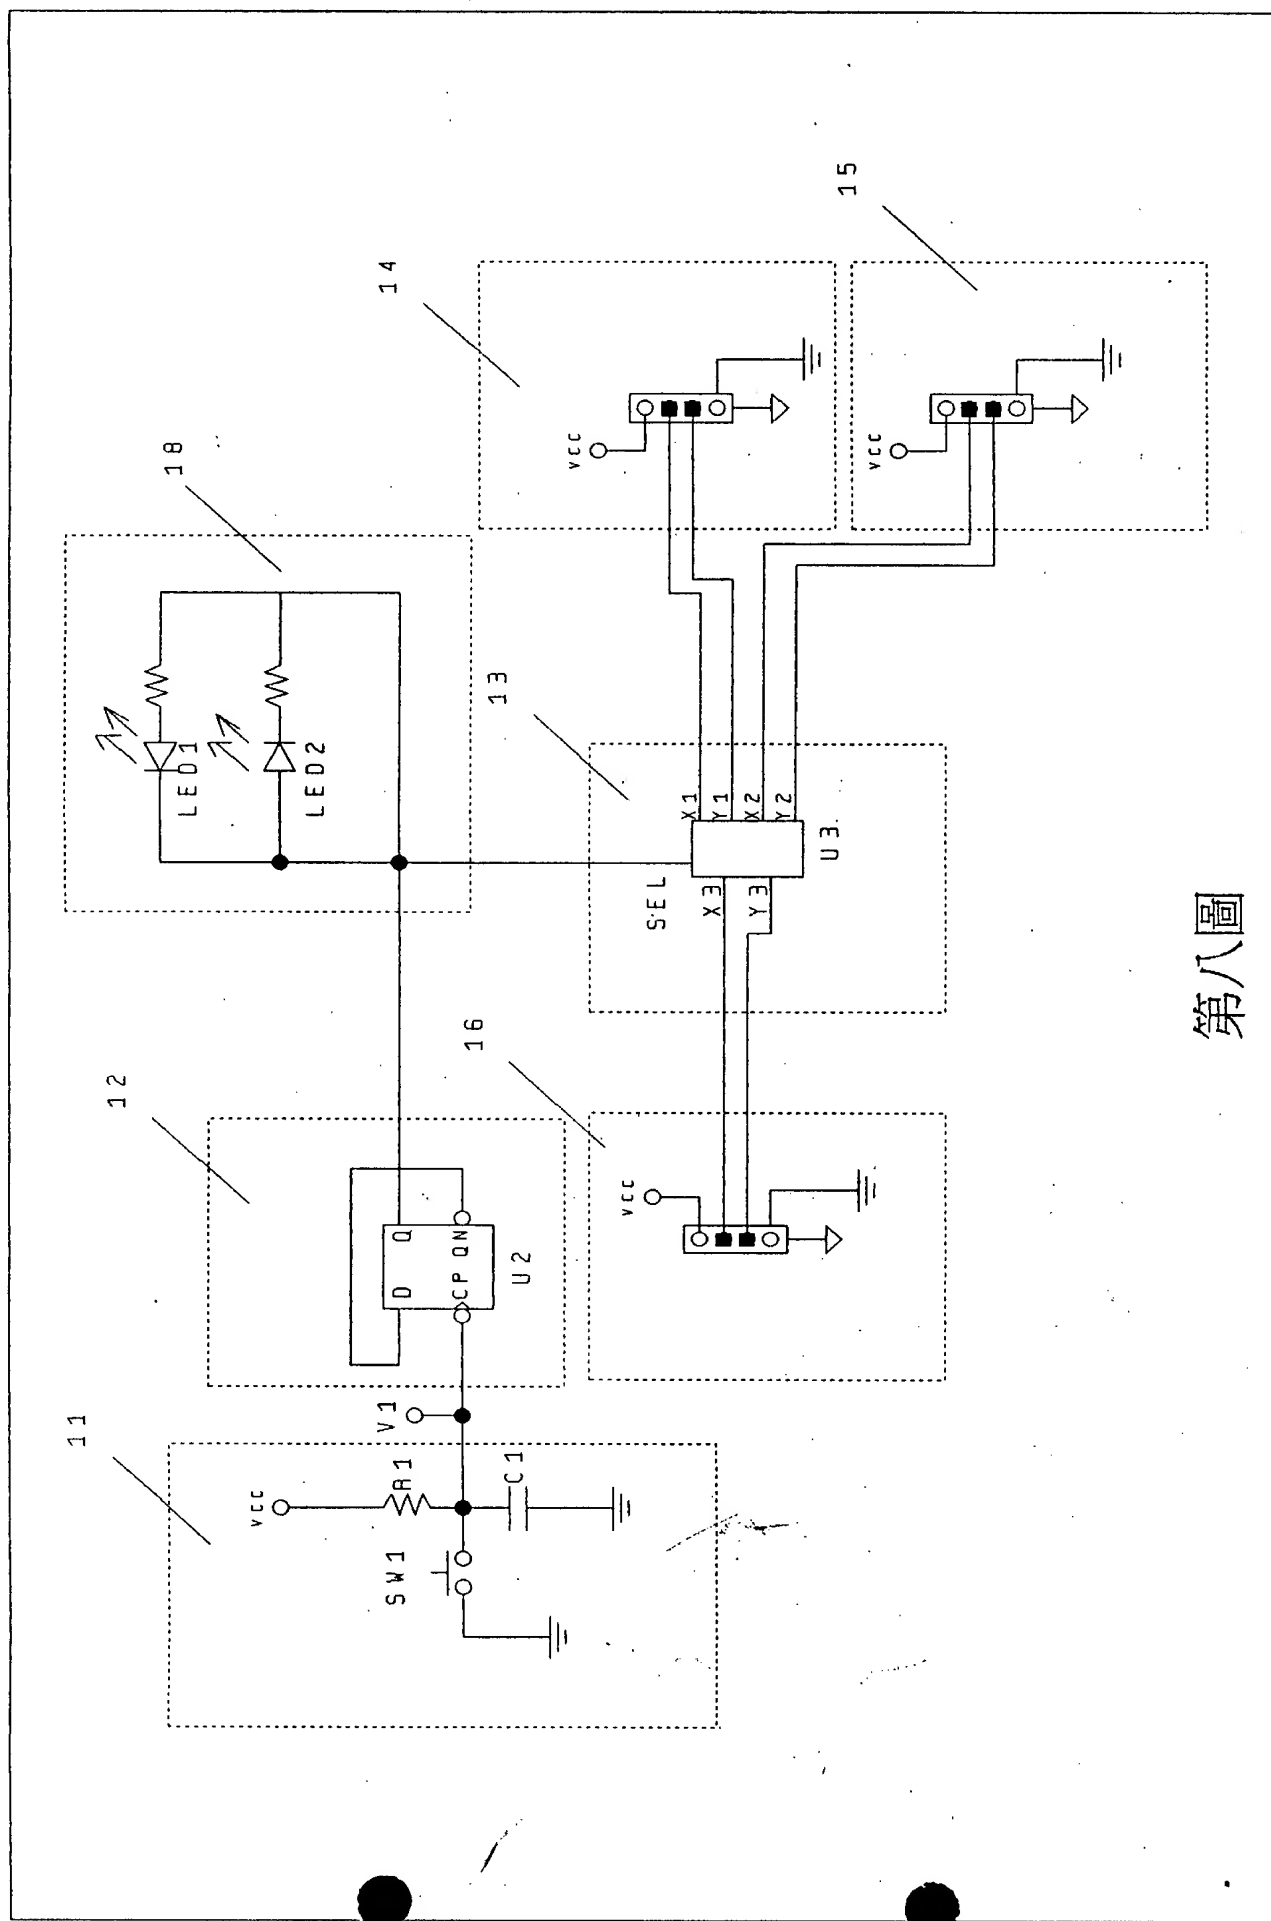 11
VCC
R1
SW1
C1
V1
12
D Q
CP QN
U2
18
LED1
LED2
16
VCC
13
SEL
X3
Y3
X1
Y1
X2
Y2
U3
14
VCC
15
VCC
第八圖